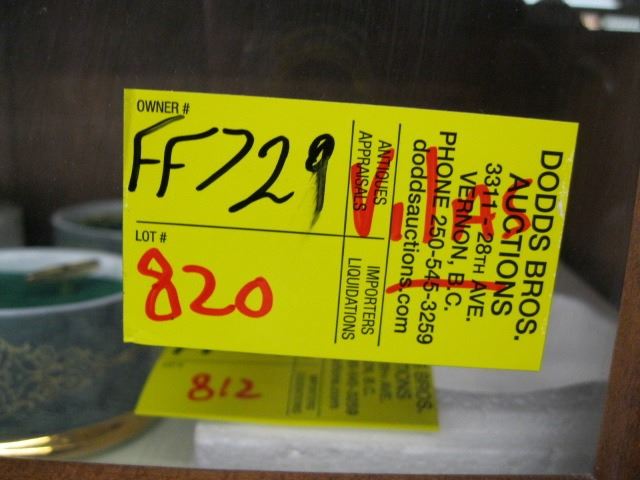 OWNER #
FF729
LOT #
820
ANTIQUES
APPRAISALS
IMPORTERS
LIQUIDATIONS
DODDS BROS.
AUCTIONS
3311 - 28TH AVE.
VERNON, B.C.
PHONE 250-545-3259
doddsauctions.com
812